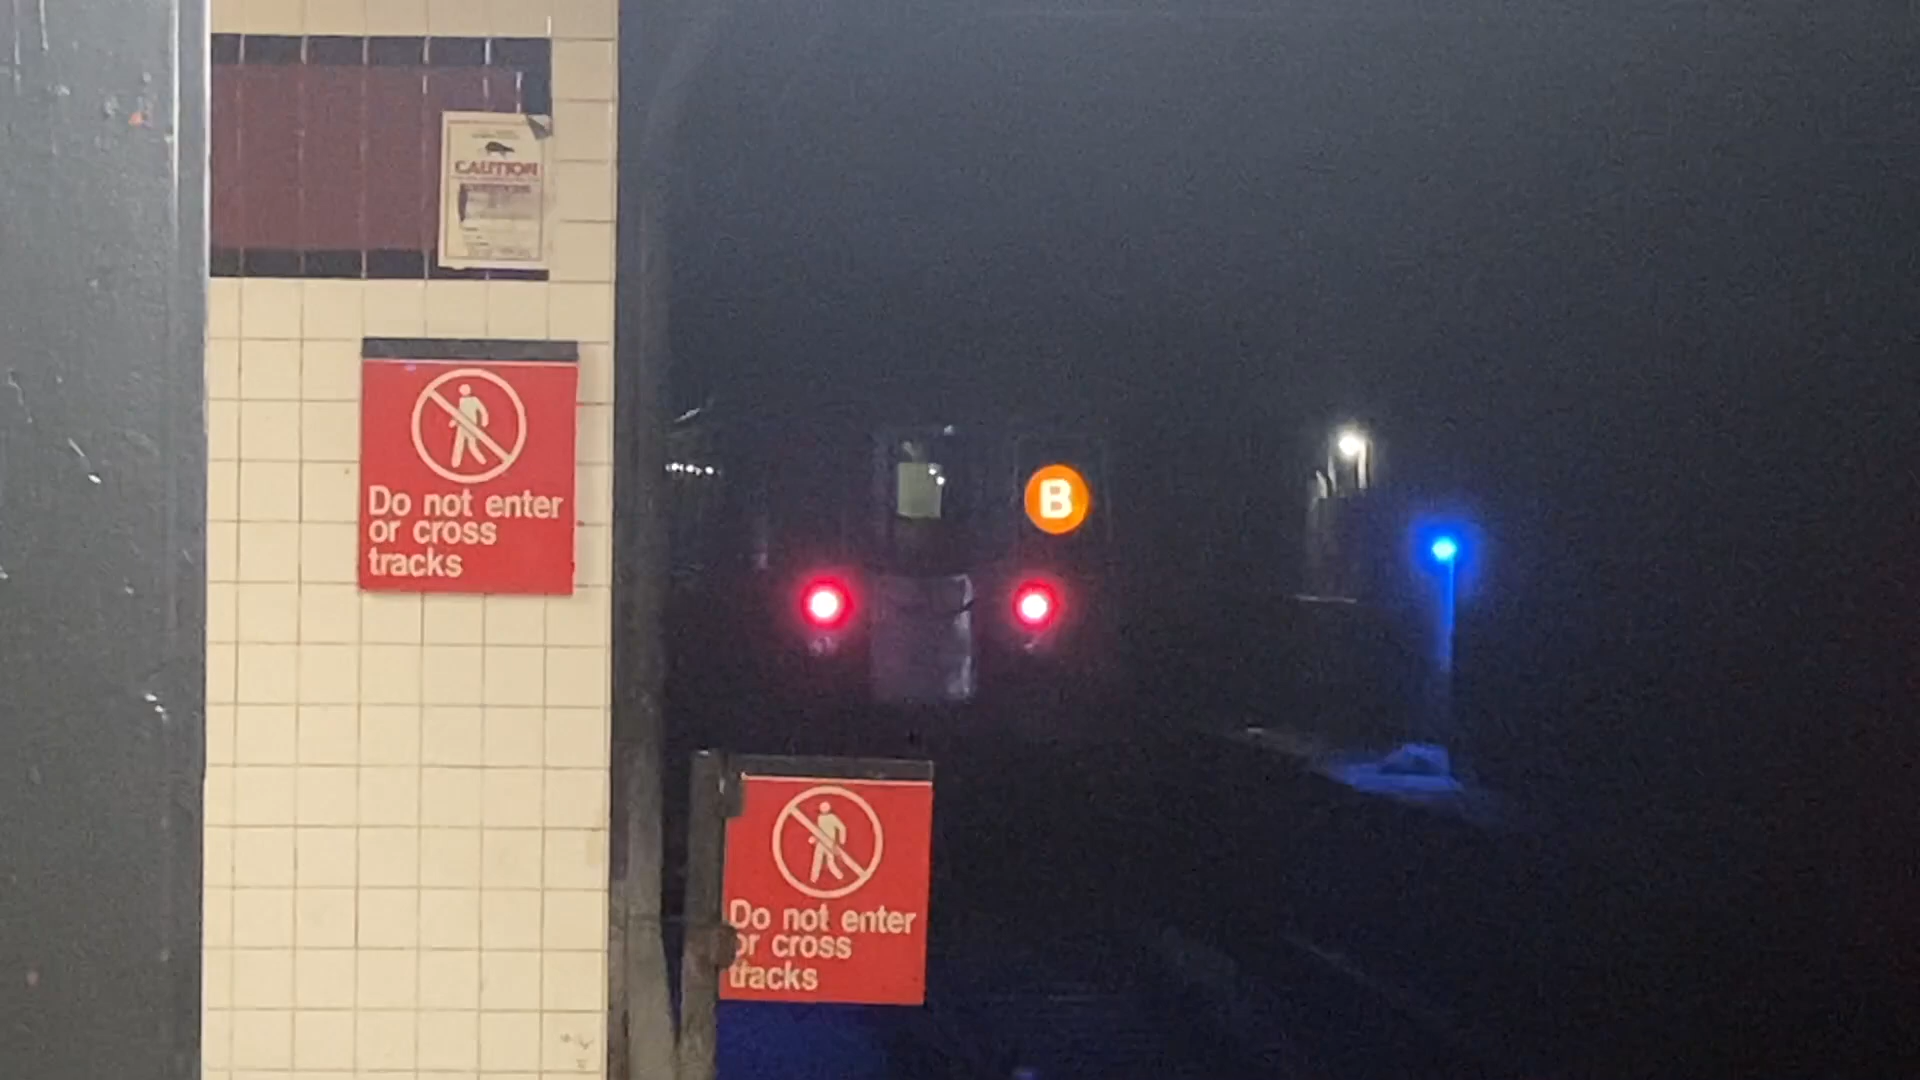 CAUTION
Do not enter
or cross
tracks
B
Do not enter
or cross
tracks